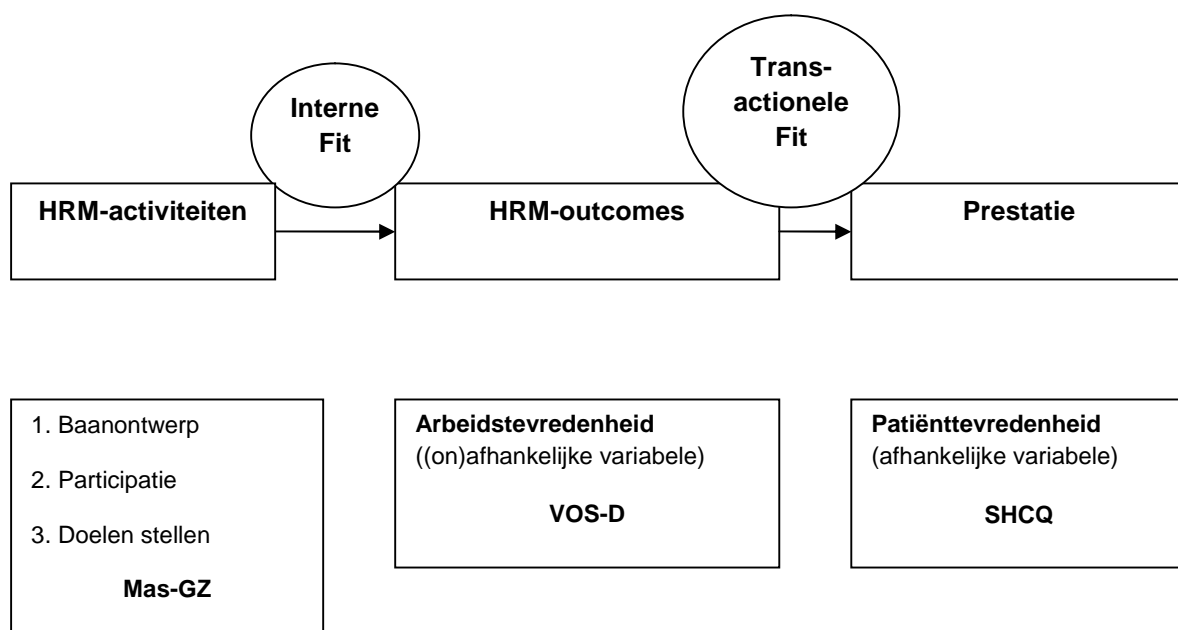 Interne
Fit
Trans-
actionele
Fit
HRM-activiteiten
HRM-outcomes
Prestatie
1. Baanontwerp
2. Participatie
3. Doelen stellen
Mas-GZ
Arbeidstevredenheid
((on)afhankelijke variabele)
VOS-D
Patiënttevredenheid
(afhankelijke variabele)
SHCQ